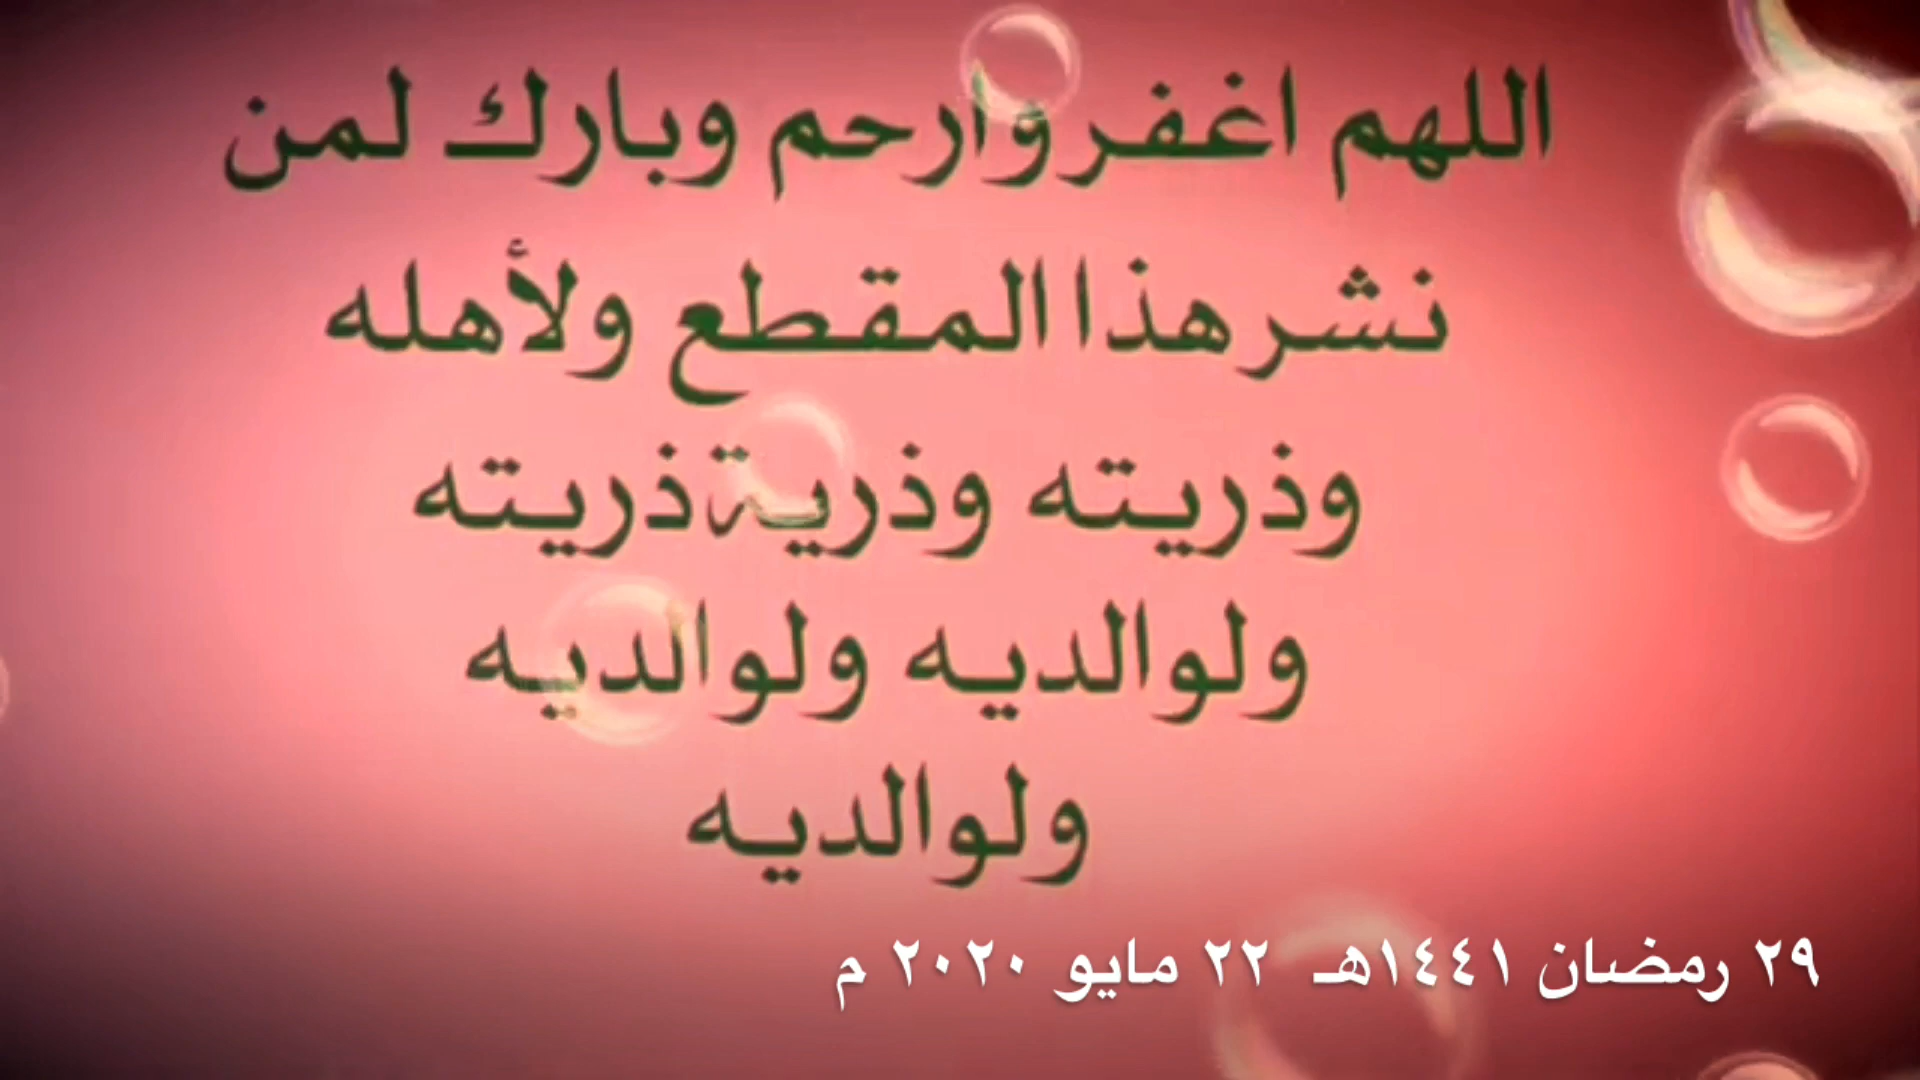 اللهم اغفر وارحم وبارك لمن
نشر هذا المقطع ولأهله
وذريته وذرية ذريته
ولوالديه ولوالديه
ولوالديه
٢٩ رمضان ١٤٤١هـ ٢٢ مايو ٢٠٢٠ م